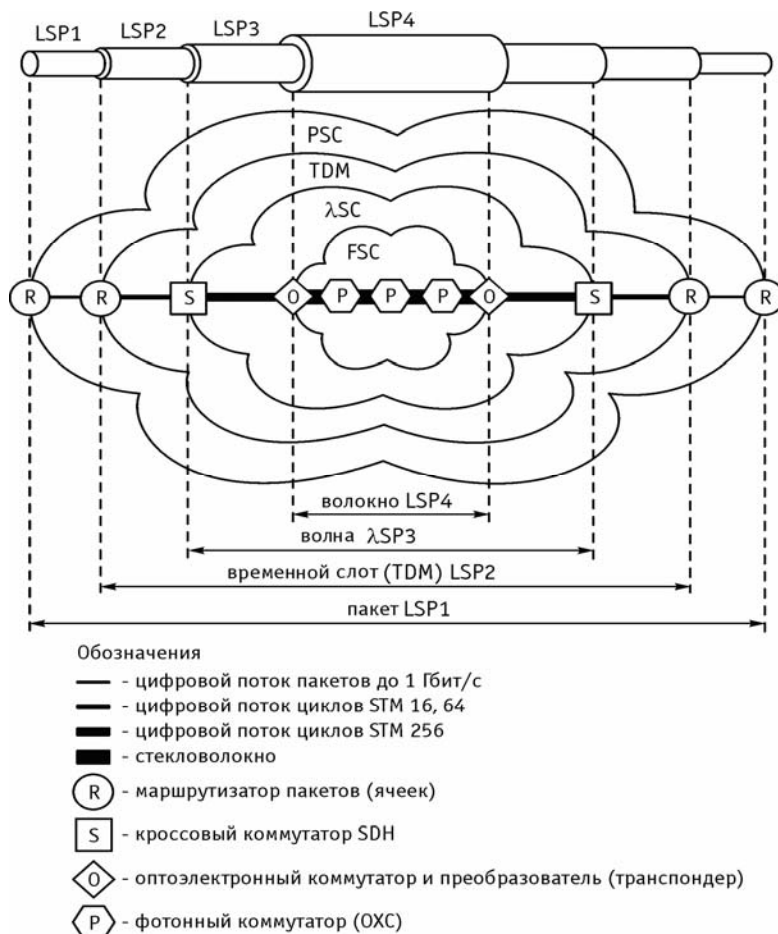 LSP1 LSP2 LSP3 LSP4
PSC
TDM
λSC
FSC
R R S O P P P O S R R
волокно LSP4
волна λSP3
временной слот (TDM) LSP2
пакет LSP1
Обозначения
- цифровой поток пакетов до 1 Гбит/с
- цифровой поток циклов STM 16, 64
- цифровой поток циклов STM 256
- стекловолокно
R - маршрутизатор пакетов (ячеек)
S - кроссовый коммутатор SDH
O - оптоэлектронный коммутатор и преобразователь (транспондер)
P - фотонный коммутатор (ОХС)